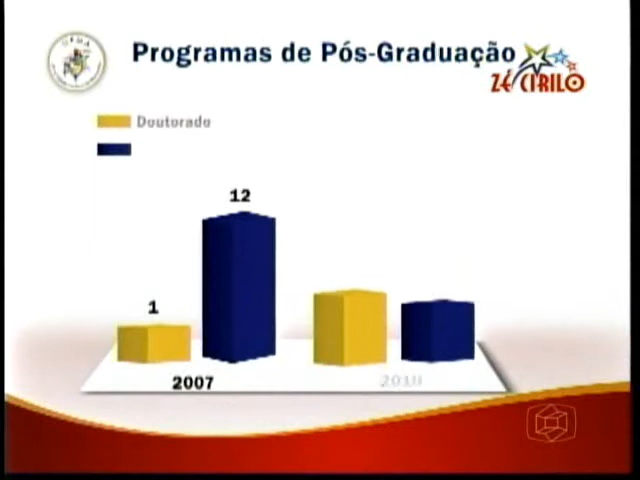 Programas de Pós-Graduação
ZÉ CIRILO
Doutorado
12
1
2007
2010